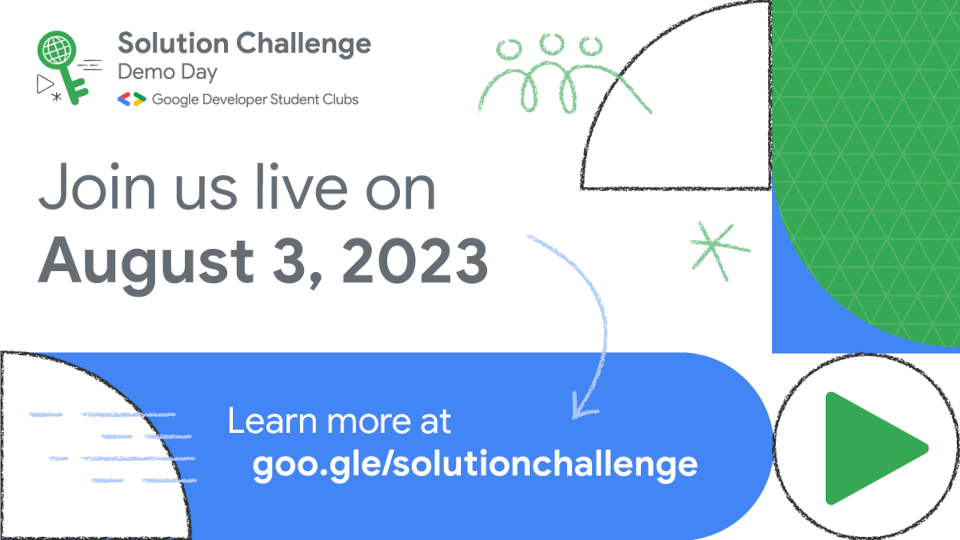 Solution Challenge
Demo Day
Google Developer Student Clubs
Join us live on
August 3, 2023
Learn more at
goo.gle/solutionchallenge